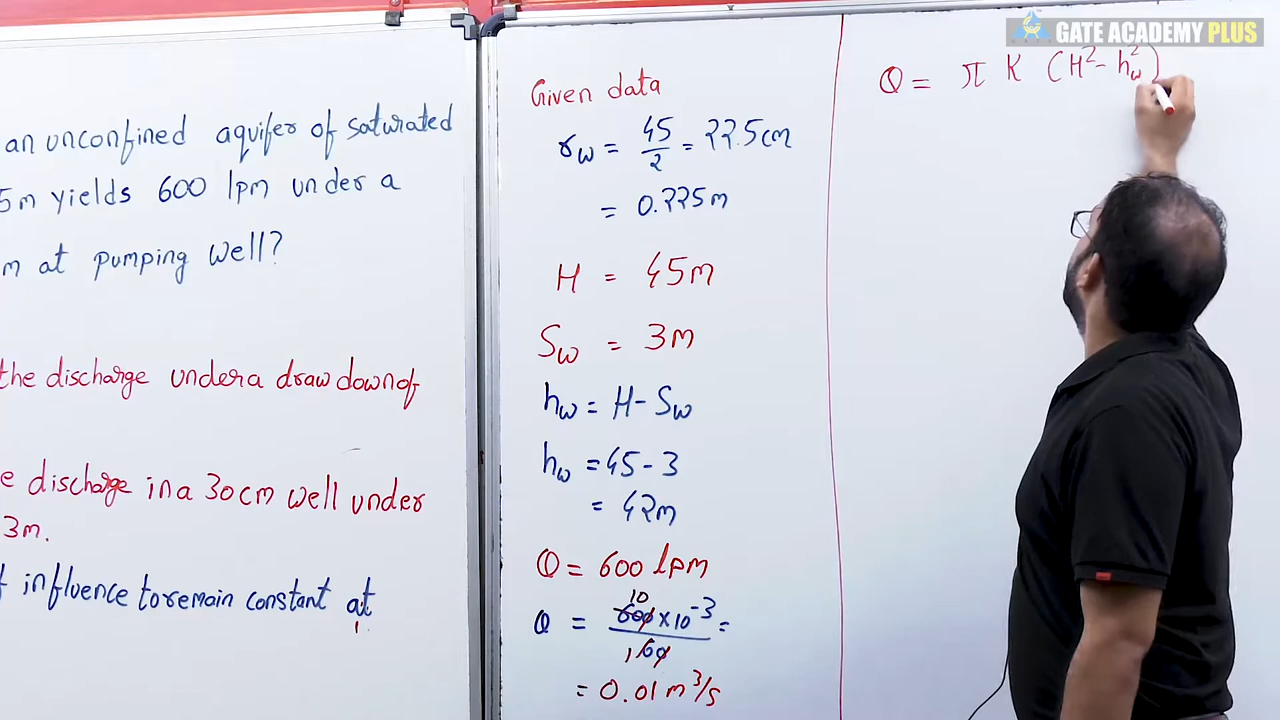 GATE ACADEMY PLUS
an unconfined aquifer of saturated
5m yields 600 lpm under a
m at pumping well?
the discharge under a drawdown of
e discharge in a 30cm well under
3m.
f influence to remain constant at
Given data
rw = 45/2 = 22.5cm
= 0.225m
H = 45m
Sw = 3m
hw = H - Sw
hw = 45 - 3
= 42m
Q = 600 lpm
10
Q = 600 × 10⁻³ =
1 60
= 0.01 m³/s
Q = π K (H² - hw²)